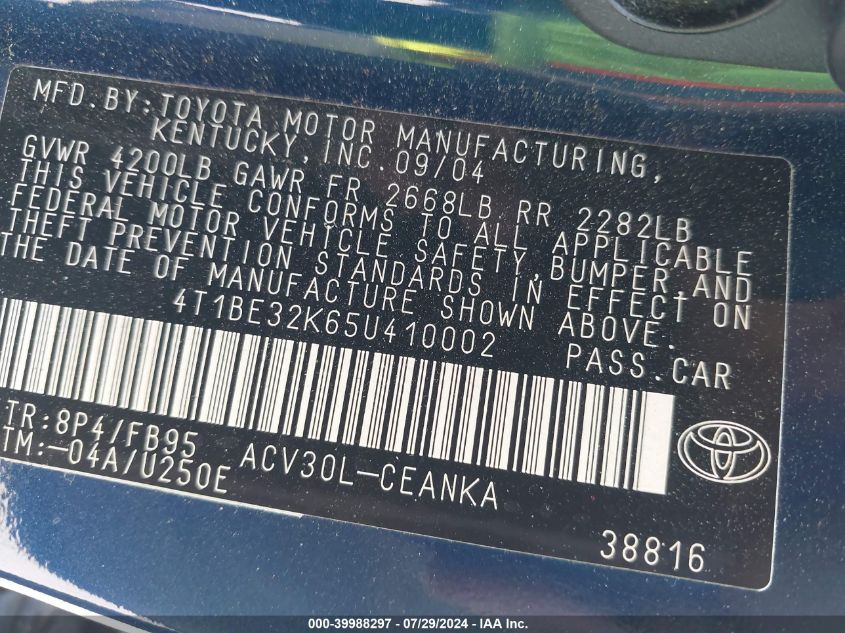 MFD.BY:TOYOTA MOTOR MANUFACTURING,
KENTUCKY,INC 09/04
GVWR 4200LB GAWR FR 2668LB RR 2282LB
THIS VEHICLE CONFORMS TO ALL APPLICABLE
FEDERAL MOTOR VEHICLE SAFETY,BUMPER,AND
THEFT PREVENTION STANDARDS IN EFFECT ON
THE DATE OF MANUFACTURE SHOWN ABOVE.
4T1BE32K65U410002 PASS.CAR
TR:8P4/FB95
TM:-04A/U250E ACV30L-CEANKA
38816
000-39988297 - 07/29/2024 - IAAI.com